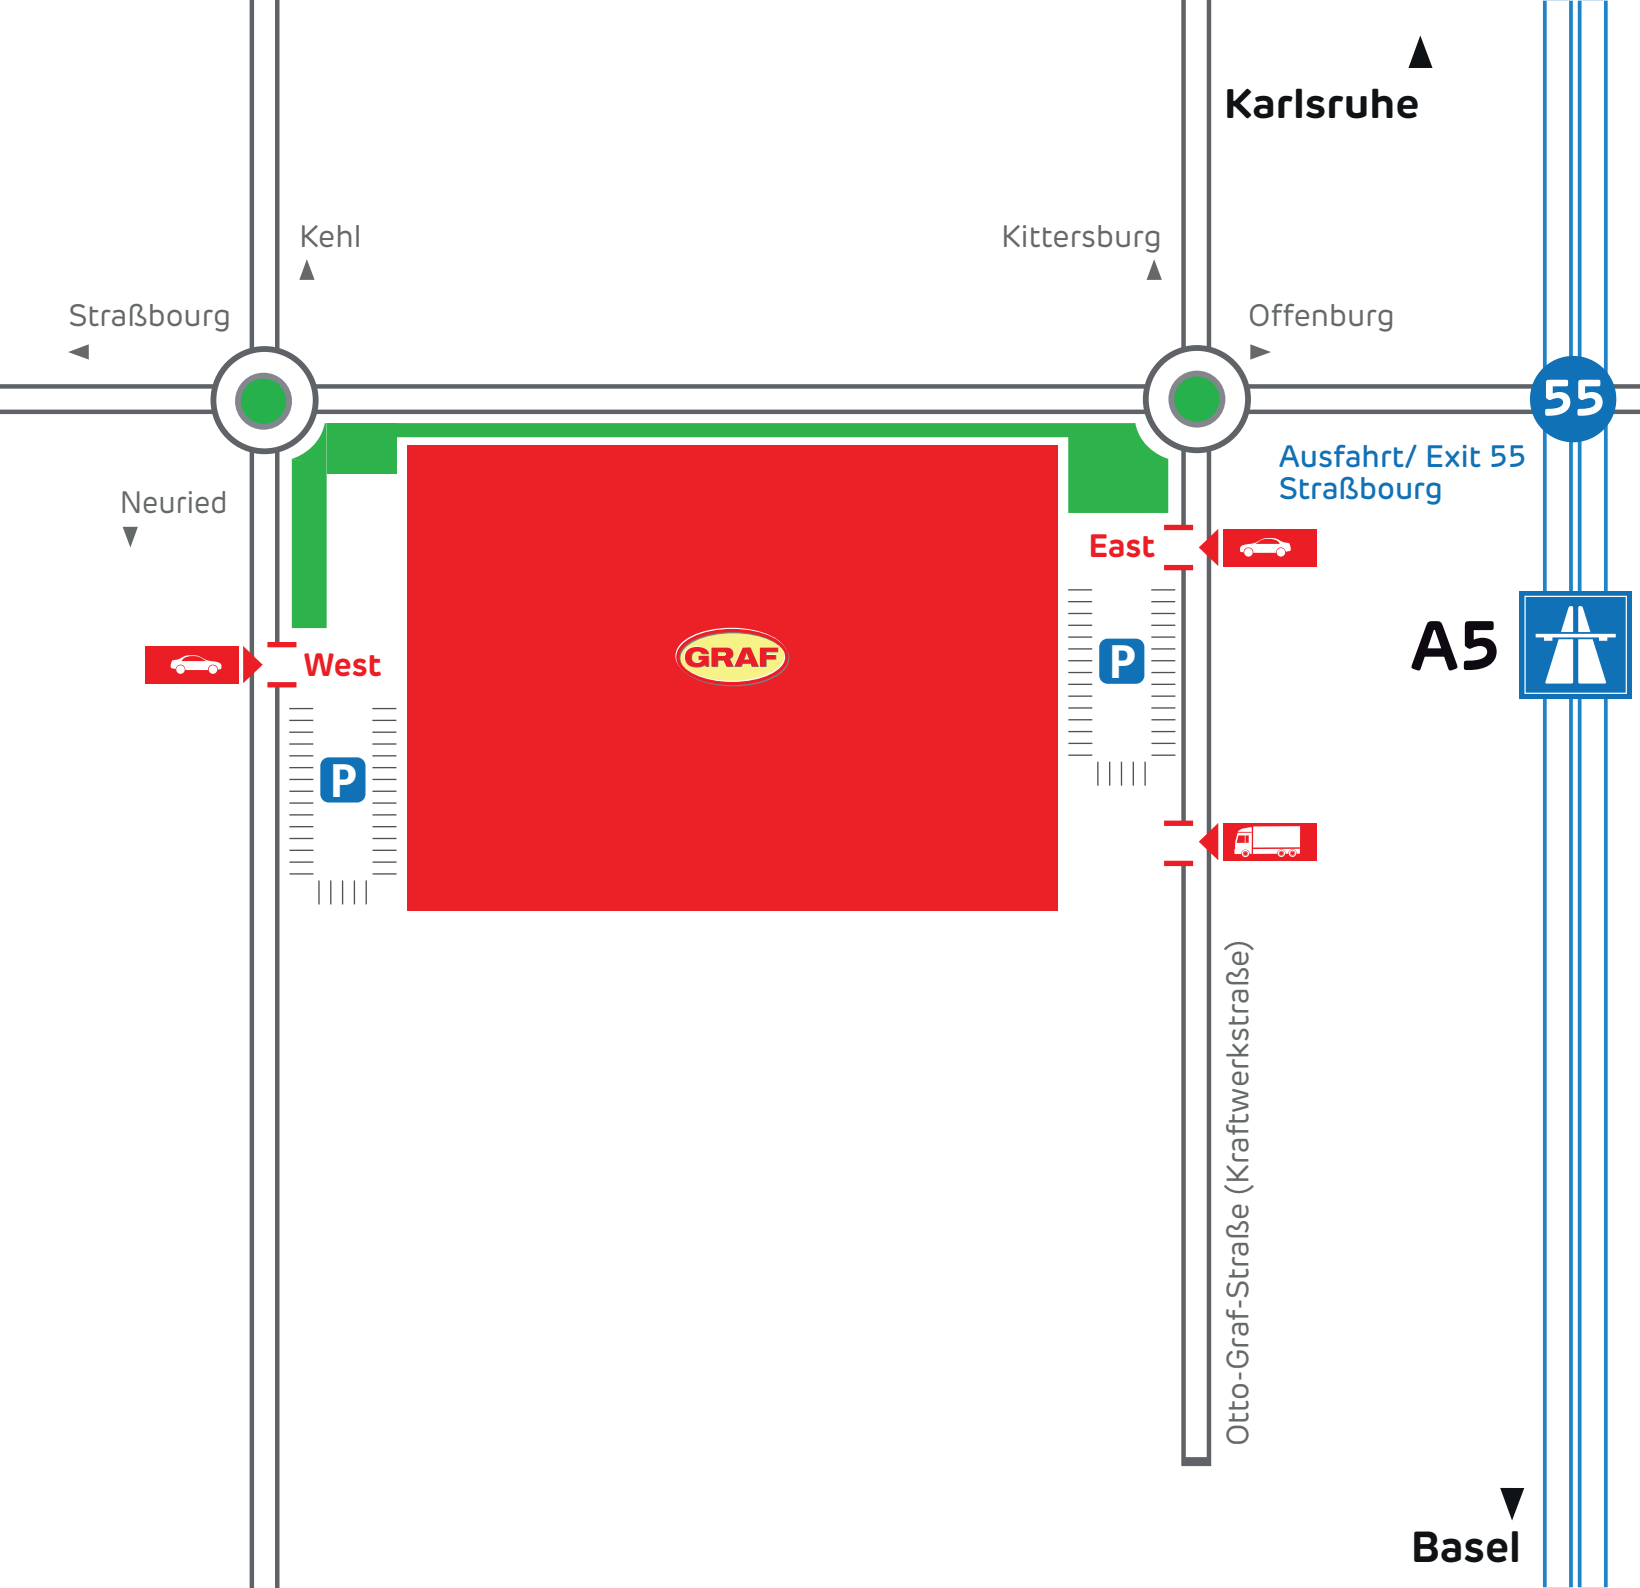 Karlsruhe
Kehl
Kittersburg
Straßbourg
Offenburg
55
Ausfahrt/ Exit 55
Straßbourg
Neuried
East
A5
GRAF
West
P
P
Otto-Graf-Straße (Kraftwerkstraße)
Basel